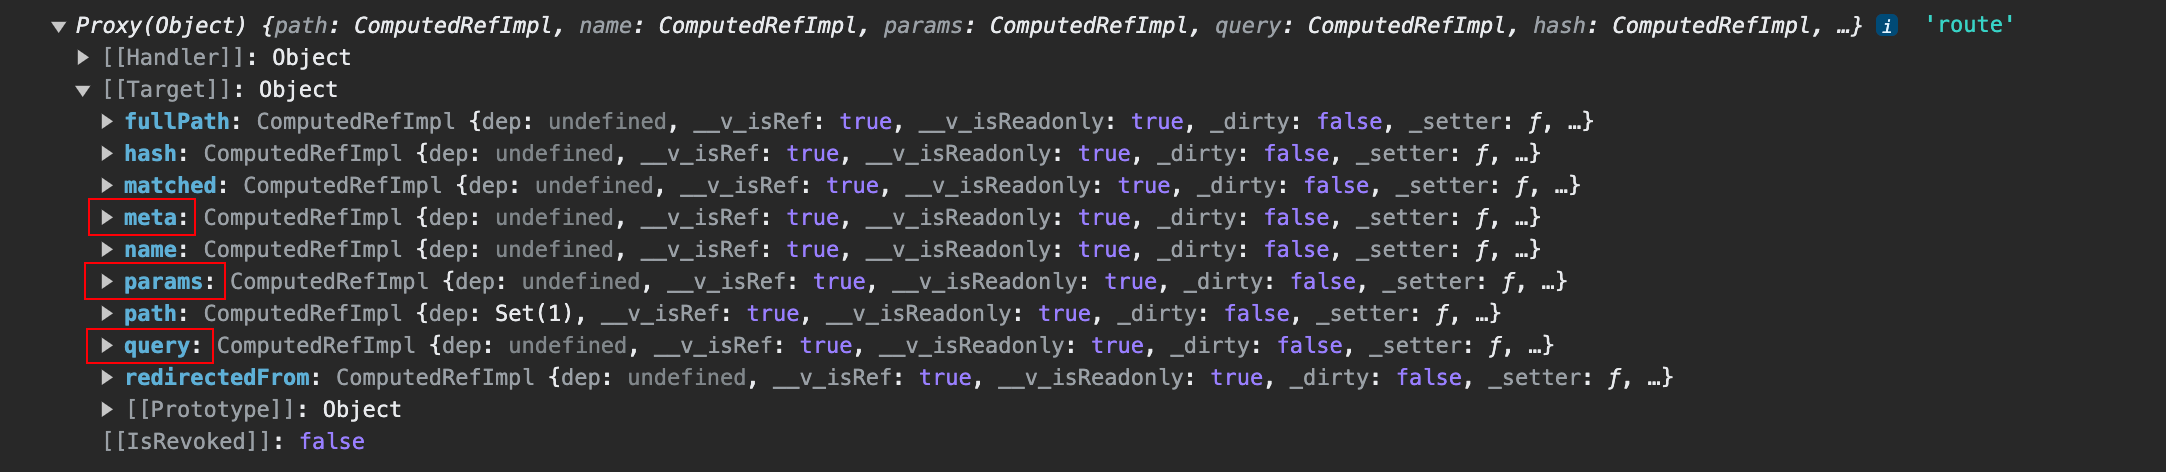 Proxy(Object) {path: ComputedRefImpl, name: ComputedRefImpl, params: ComputedRefImpl, query: ComputedRefImpl, hash: ComputedRefImpl, …} i 'route'
[[Handler]]: Object
[[Target]]: Object
fullPath: ComputedRefImpl {dep: undefined, __v_isRef: true, __v_isReadonly: true, _dirty: false, _setter: ƒ, …}
hash: ComputedRefImpl {dep: undefined, __v_isRef: true, __v_isReadonly: true, _dirty: false, _setter: ƒ, …}
matched: ComputedRefImpl {dep: undefined, __v_isRef: true, __v_isReadonly: true, _dirty: false, _setter: ƒ, …}
meta: ComputedRefImpl {dep: undefined, __v_isRef: true, __v_isReadonly: true, _dirty: false, _setter: ƒ, …}
name: ComputedRefImpl {dep: undefined, __v_isRef: true, __v_isReadonly: true, _dirty: false, _setter: ƒ, …}
params: ComputedRefImpl {dep: undefined, __v_isRef: true, __v_isReadonly: true, _dirty: false, _setter: ƒ, …}
path: ComputedRefImpl {dep: Set(1), __v_isRef: true, __v_isReadonly: true, _dirty: false, _setter: ƒ, …}
query: ComputedRefImpl {dep: undefined, __v_isRef: true, __v_isReadonly: true, _dirty: false, _setter: ƒ, …}
redirectedFrom: ComputedRefImpl {dep: undefined, __v_isRef: true, __v_isReadonly: true, _dirty: false, _setter: ƒ, …}
[[Prototype]]: Object
[[IsRevoked]]: false